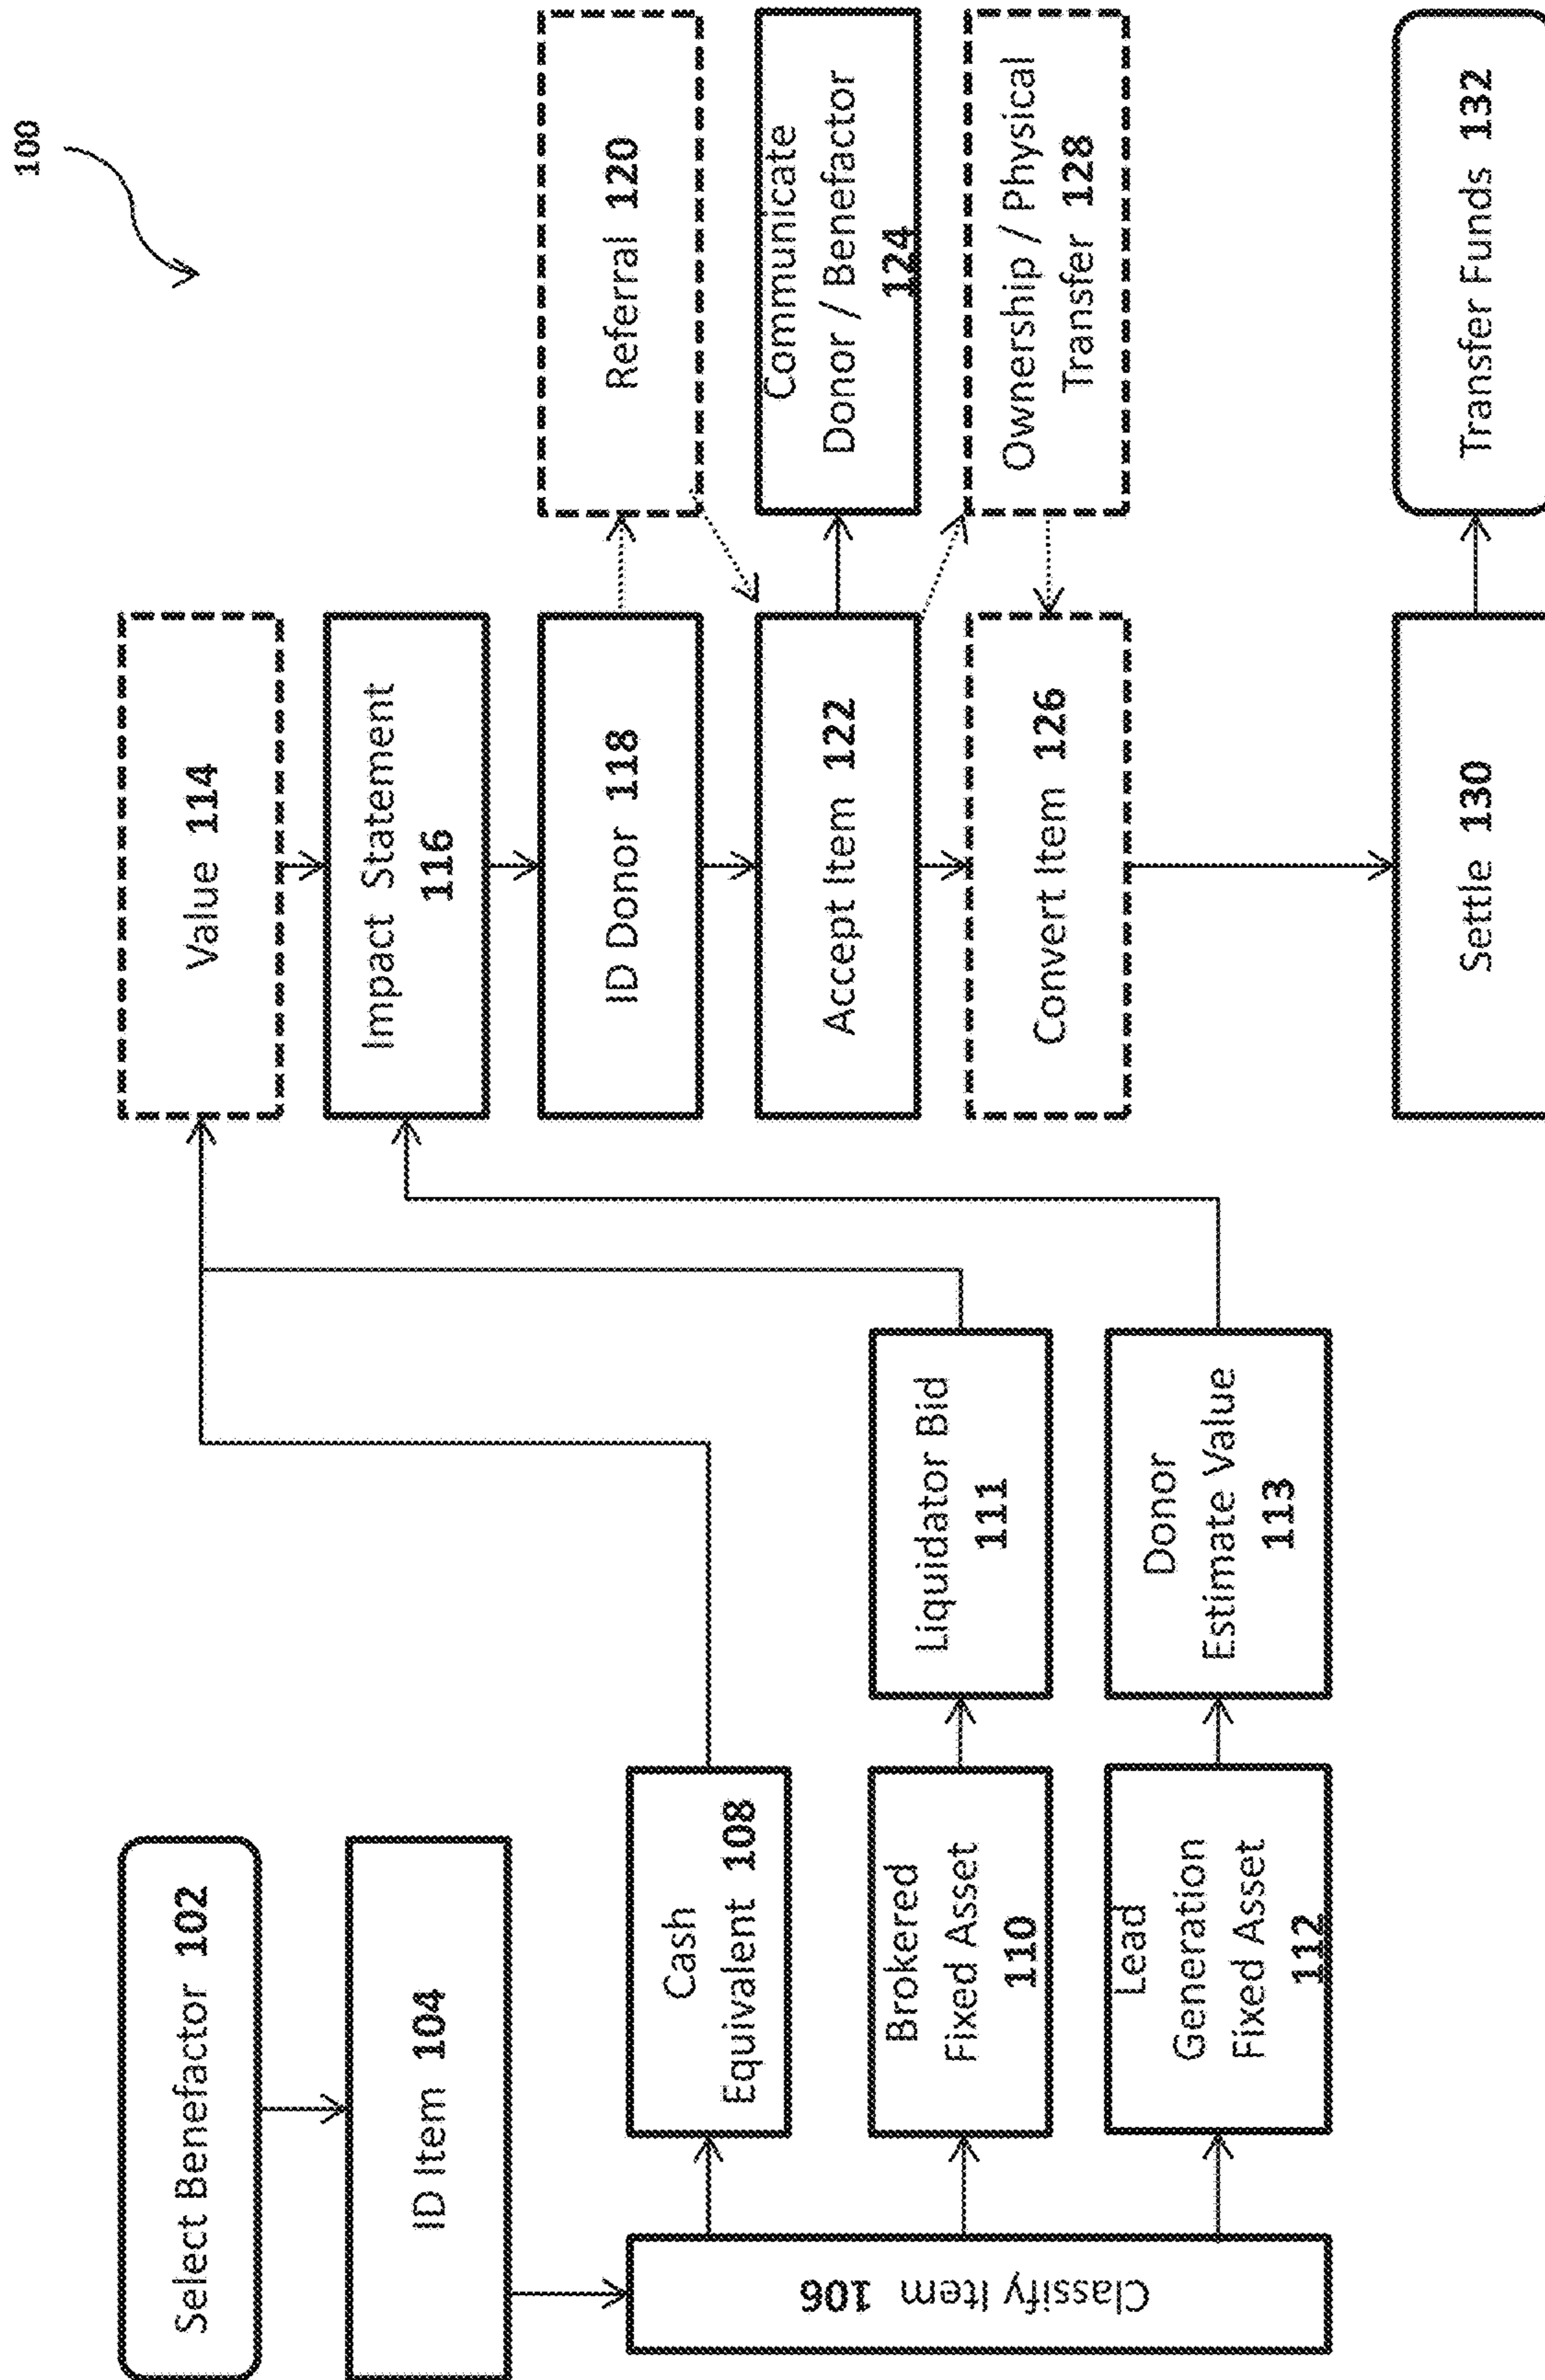 100
Select Benefactor 102
ID Item 104
Classify Item 106
Cash
Equivalent 108
Brokered
Fixed Asset
110
Lead
Generation
Fixed Asset
112
Liquidator Bid
111
Donor
Estimate Value
113
Value 114
Impact Statement
116
ID Donor 118
Accept Item 122
Convert Item 126
Settle 130
Referral 120
Communicate
Donor / Benefactor
124
Ownership / Physical
Transfer 128
Transfer Funds 132